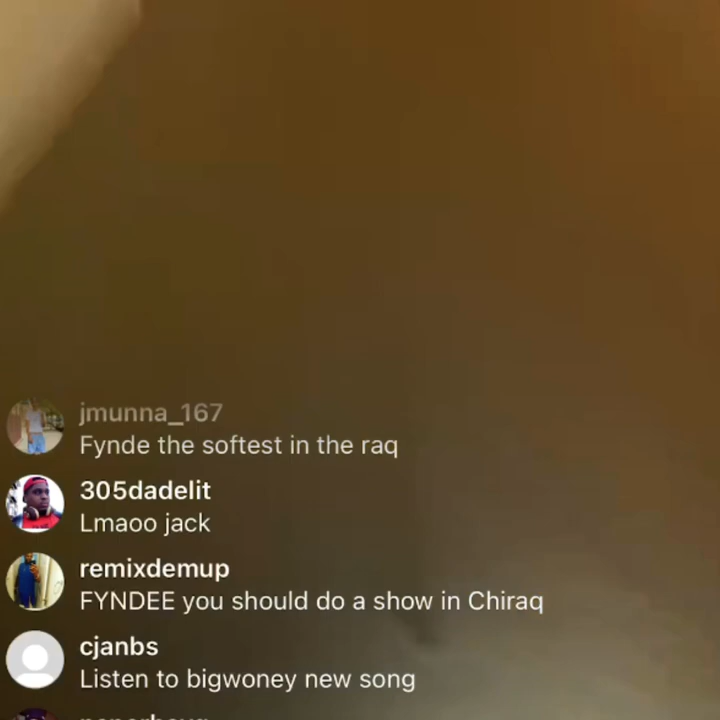 jmunna_167
Fynde the softest in the raq
305dadelit
Lmaoo jack
remixdemup
FYNDEE you should do a show in Chiraq
cjanbs
Listen to bigwoney new song